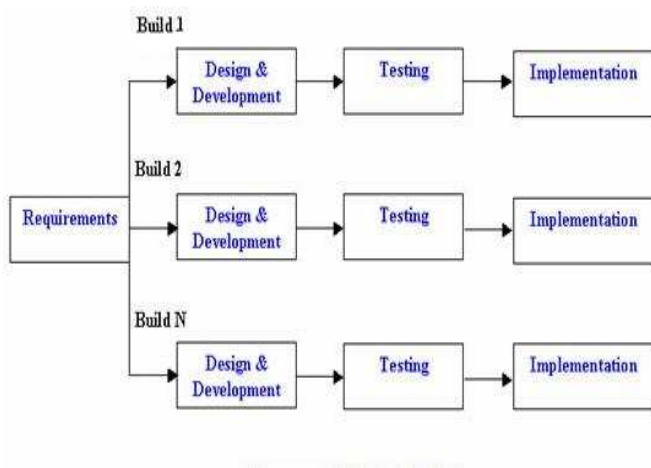 Build 1
Design &
Development
Testing
Implementation
Build 2
Requirements
Design &
Development
Testing
Implementation
Build N
Design &
Development
Testing
Implementation